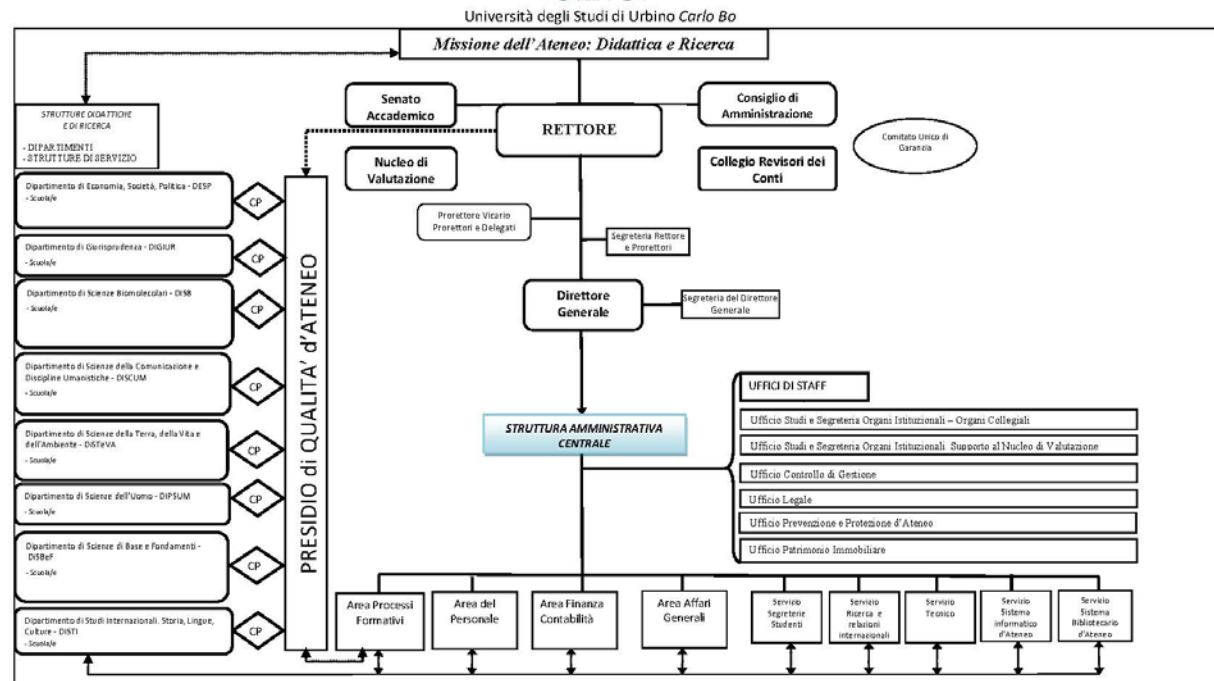 Università degli Studi di Urbino Carlo Bo
Missione dell'Ateneo: Didattica e Ricerca
STRUTTURE DIDATTICHE
E DI RICERCA
- DIPARTIMENTI
- STRUTTURE DI SERVIZIO
Senato
Accademico
Consiglio di
Amministrazione
RETTORE
Comitato Unico di
Garanzia
Nucleo di
Valutazione
Collegio Revisori dei
Conti
Prorettore Vicario
Prorettori e Delegati
Segreteria Rettore
e Prorettori
Direttore
Generale
Segreteria del Direttore
Generale
Dipartimento di Economia, Società, Politica - DESP
- Scuola/e
CP
Dipartimento di Giurisprudenza - DIGIUR
- Scuola/e
CP
Dipartimento di Scienze Biomolecolari - DISB
- Scuola/e
CP
Dipartimento di Scienze della Comunicazione e
Discipline Umanistiche - DISCUM
- Scuola/e
CP
Dipartimento di Scienze della Terra, della Vita e
dell'Ambiente - DiSTeVA
- Scuola/e
CP
Dipartimento di Scienze dell'Uomo - DIPSUM
- Scuola/e
CP
Dipartimento di Scienze di Base e Fondamenti -
DiSBeF
- Scuola/e
CP
Dipartimento di Studi Internazionali. Storia, Lingue,
Culture - DISTI
- Scuola/e
CP
PRESIDIO di QUALITA' d'ATENEO
STRUTTURA AMMINISTRATIVA
CENTRALE
UFFICI DI STAFF
Ufficio Studi e Segreteria Organi Istituzionali – Organi Collegiali
Ufficio Studi e Segreteria Organi Istituzionali Supporto al Nucleo di Valutazione
Ufficio Controllo di Gestione
Ufficio Legale
Ufficio Prevenzione e Protezione d'Ateneo
Ufficio Patrimonio Immobiliare
Area Processi
Formativi
Area del
Personale
Area Finanza
Contabilità
Area Affari
Generali
Servizio
Segreterie
Studenti
Servizio
Ricerca e
relazioni
internazionali
Servizio
Tecnico
Servizio
Sistema
Informatico
d'Ateneo
Servizio
Sistema
Bibliotecario
d'Ateneo